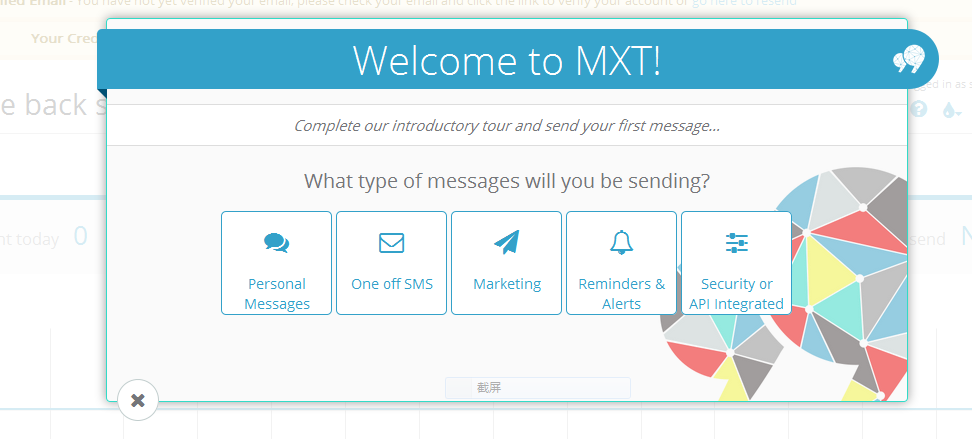 Email - You have not yet verified your email, please check your email and click the link to verify your account or go here to resend
Your Cred
Welcome to MXT!
e back s
ged in as s
Complete our introductory tour and send your first message...
What type of messages will you be sending?
nt today 0
send N
Personal
Messages
One off SMS
Marketing
Reminders &
Alerts
Security or
API Integrated
截屏